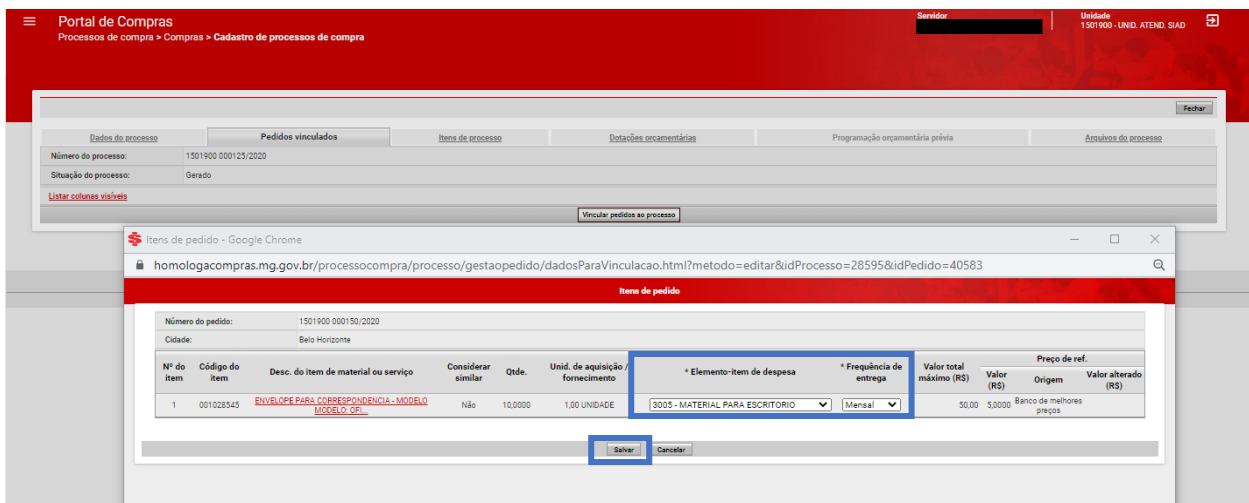 Portal de Compras
Processos de compra > Compras > Cadastro de processos de compra
Servidor
Unidade
1501900 - UNID. ATEND. SIAD
Fechar
Dados do processo Pedidos vinculados Itens de processo Dotações orçamentárias Programação orçamentária prévia Arquivos do processo
Número do processo: 1501900 000125/2020
Situação do processo: Gerado
Listar colunas visíveis
Vincular pedidos ao processo
Itens de pedido - Google Chrome
homologacompras.mg.gov.br/processocompra/processo/gestaopedido/dadosParaVinculacao.html?metodo=editar&idProcesso=28595&idPedido=40583
Itens de pedido
Número do pedido: 1501900 000150/2020
Cidade: Belo Horizonte
Nº do item
Código do item
Desc. do item de material ou serviço
Considerar similar
Qtde.
Unid. de aquisição / fornecimento
* Elemento-item de despesa
* Frequência de entrega
Valor total máximo (R$)
Preço de ref.
Valor (R$)
Origem
Valor alterado (R$)
1
001028545
ENVELOPE PARA CORRESPONDENCIA - MODELO
MODELO: OFI...
Não
10,0000
1,00 UNIDADE
3005 - MATERIAL PARA ESCRITORIO
Mensal
50,00
5,0000
Banco de melhores
preços
Salvar Cancelar